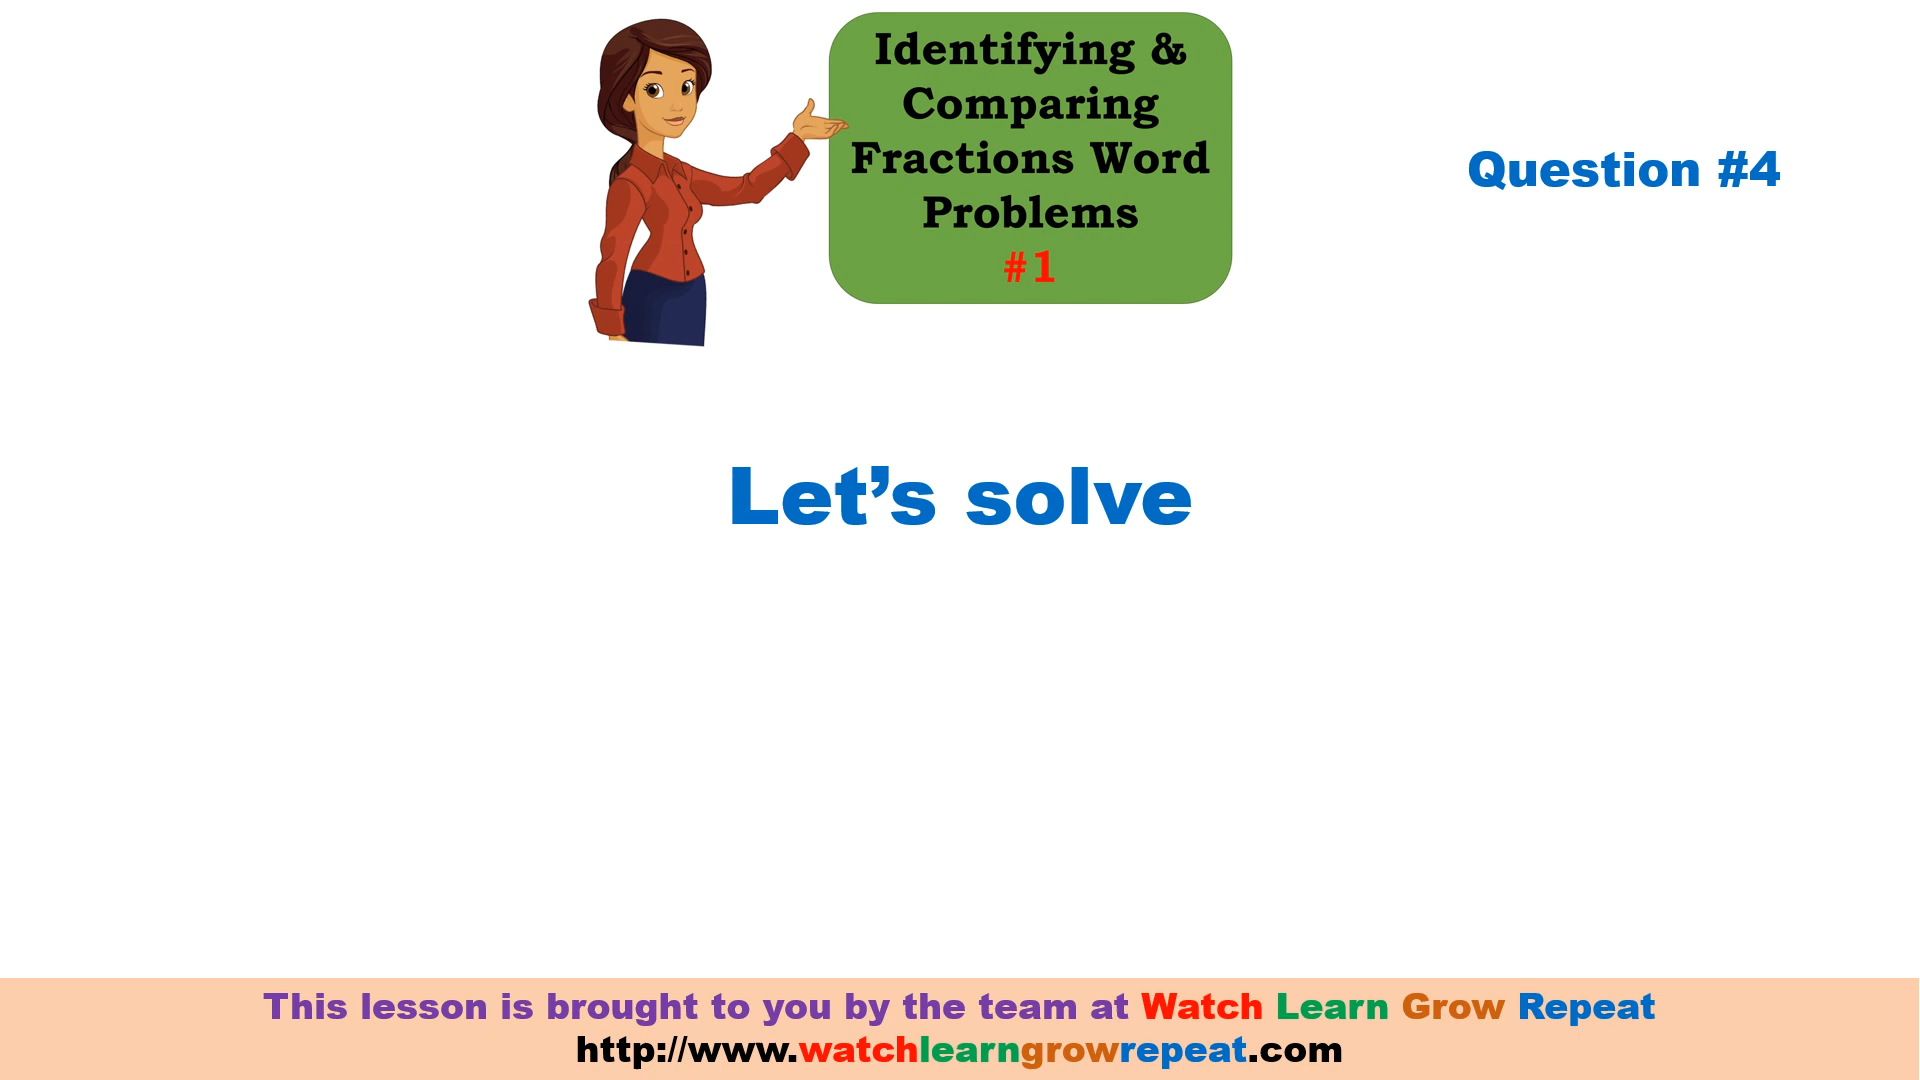 Identifying &
Comparing
Fractions Word
Problems
#1
Question #4
Let’s solve
This lesson is brought to you by the team at Watch Learn Grow Repeat
http://www.watchlearngrowrepeat.com